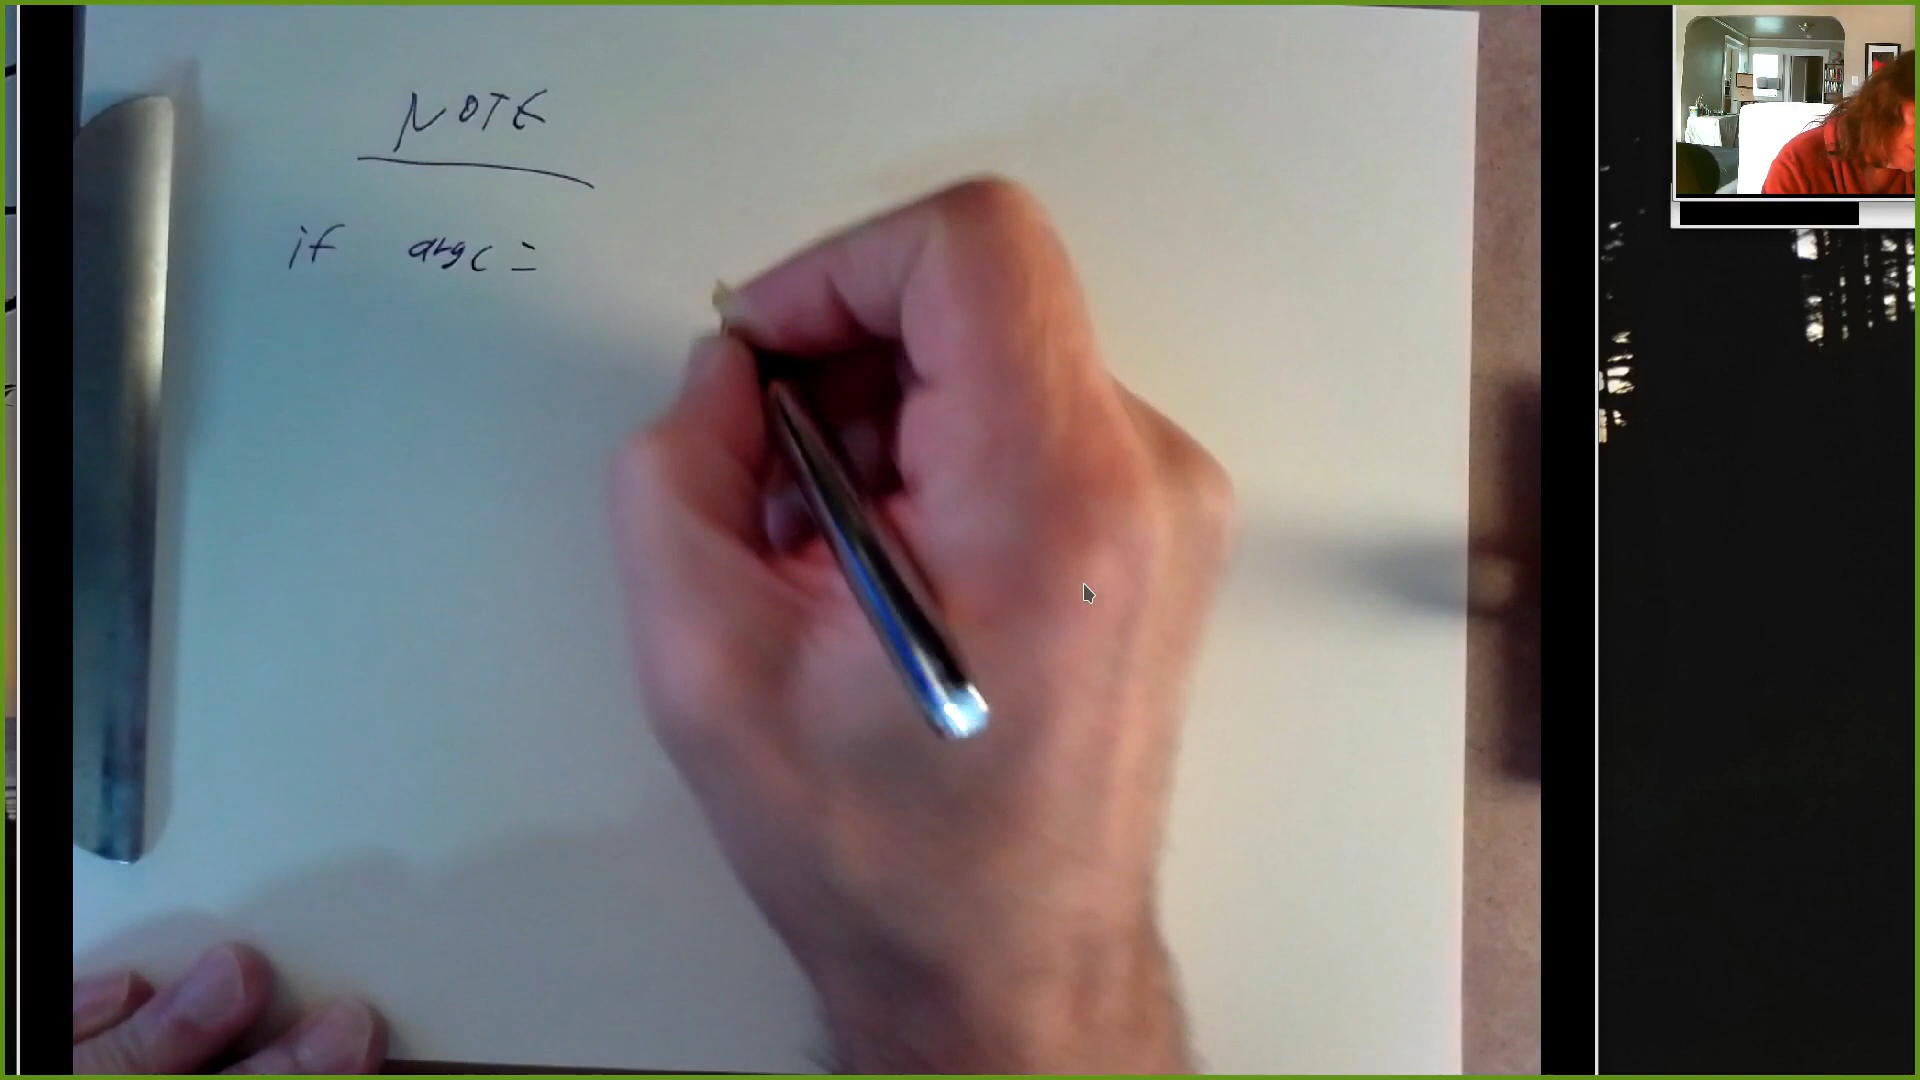 NOTE
if argc =